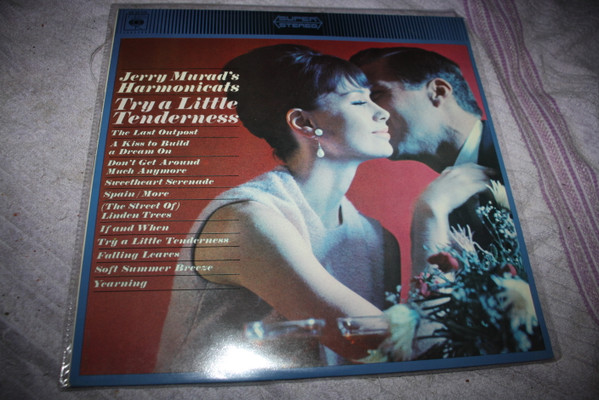 CBS
SUPER
STEREO
Jerry Murad's
Harmonicats
Try a Little
Tenderness
The Last Outpost
A Kiss to Build
a Dream On
Don't Get Around
Much Anymore
Sweetheart Serenade
Spain/More
(The Street Of)
Linden Trees
If and When
Try a Little Tenderness
Falling Leaves
Soft Summer Breeze
Yearning